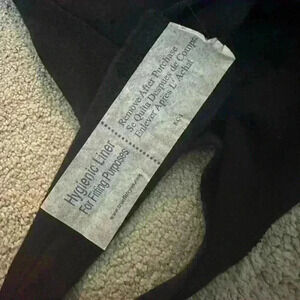 Hygienic Liner
For Fitting Purposes
Remove After Purchase
Se Quita Despues de Compra
Enlever Apres L' Achat